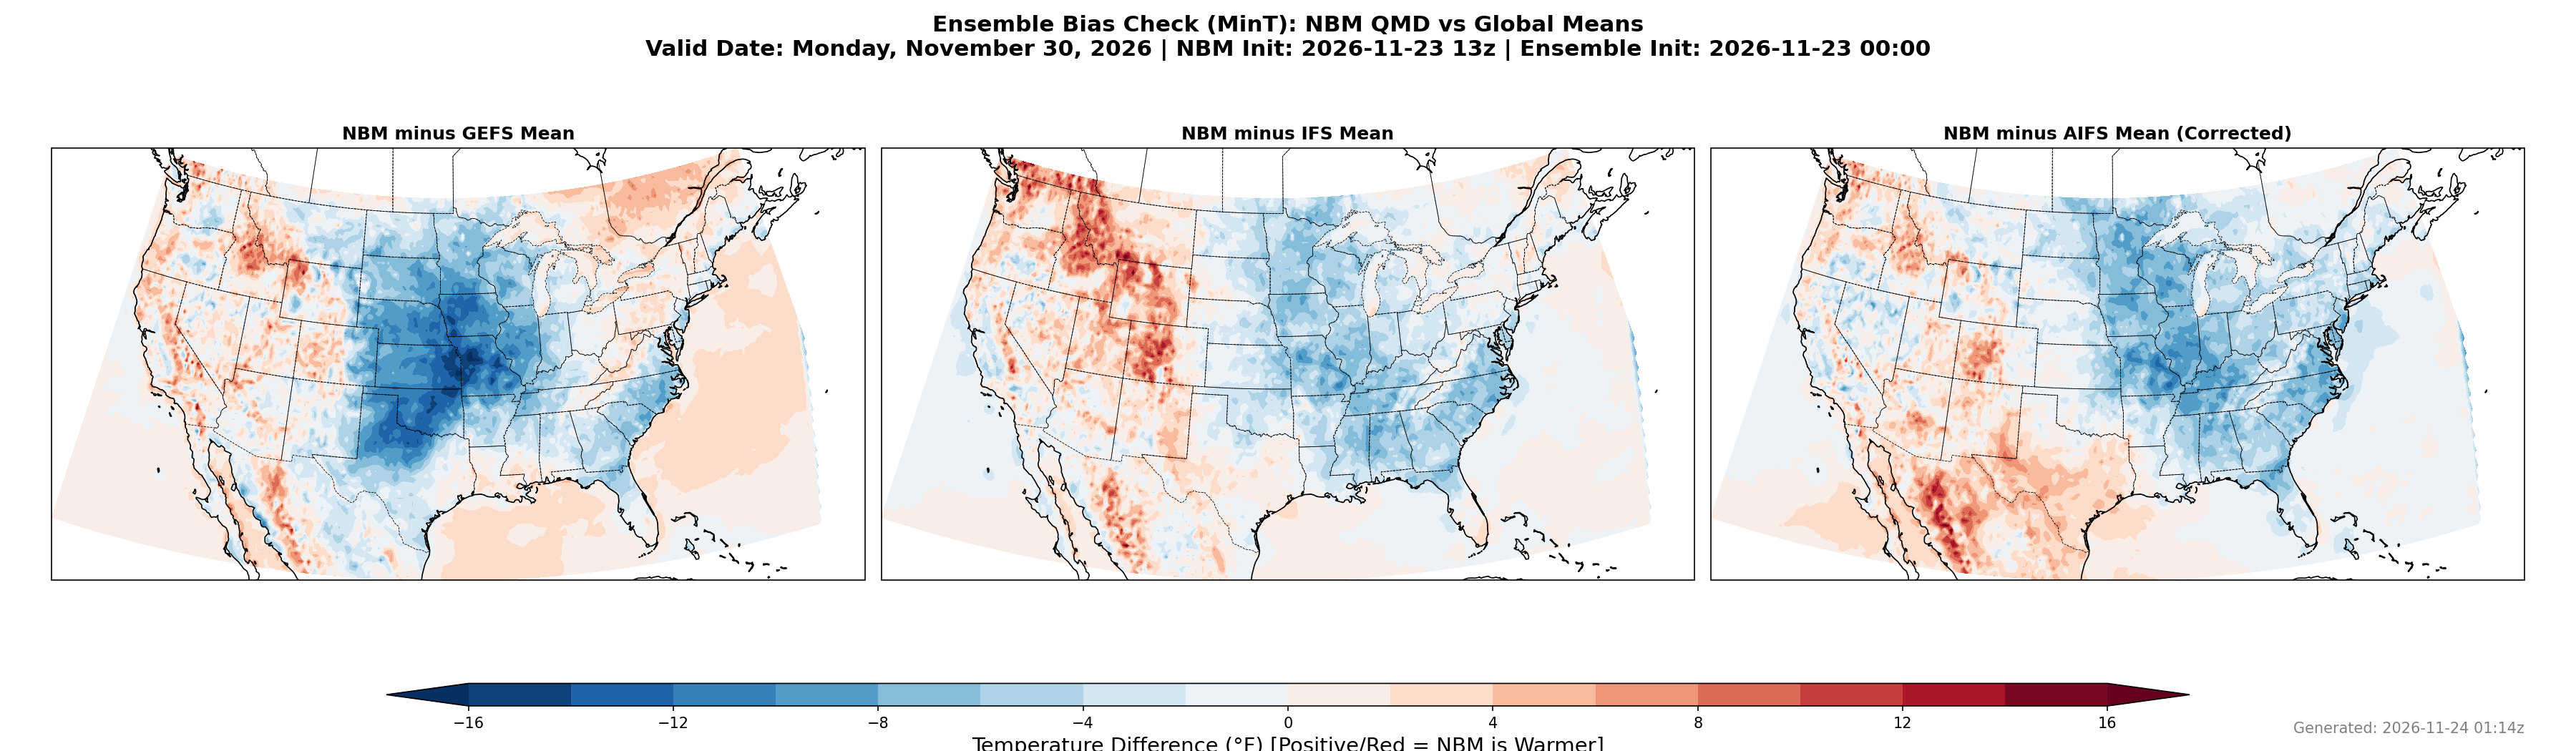 Ensemble Bias Check (MinT): NBM QMD vs Global Means
Valid Date: Monday, November 30, 2026 | NBM Init: 2026-11-23 13z | Ensemble Init: 2026-11-23 00:00
NBM minus GEFS Mean
NBM minus IFS Mean
NBM minus AIFS Mean (Corrected)
−16 −12 −8 −4 0 4 8 12 16
Generated: 2026-11-24 01:14z
Temperature Difference (°F) [Positive/Red = NBM is Warmer]